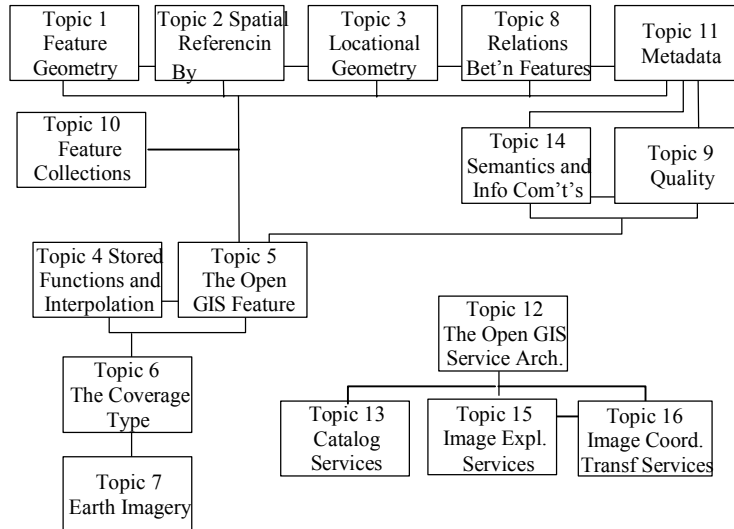 Topic 1
Feature
Geometry
Topic 2 Spatial
Referencin
By
Topic 3
Locational
Geometry
Topic 8
Relations
Bet'n Features
Topic 11
Metadata
Topic 10
Feature
Collections
Topic 14
Semantics and
Info Com't's
Topic 9
Quality
Topic 4 Stored
Functions and
Interpolation
Topic 5
The Open
GIS Feature
Topic 12
The Open GIS
Service Arch.
Topic 6
The Coverage
Type
Topic 13
Catalog
Services
Topic 15
Image Expl.
Services
Topic 16
Image Coord.
Transf Services
Topic 7
Earth Imagery